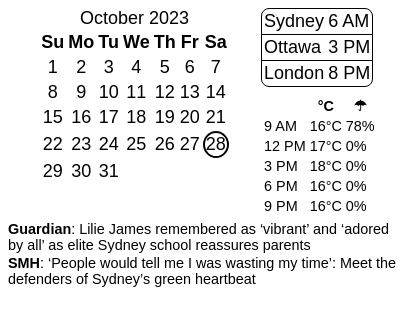 October 2023
Su Mo Tu We Th Fr Sa
1 2 3 4 5 6 7
8 9 10 11 12 13 14
15 16 17 18 19 20 21
22 23 24 25 26 27 28
29 30 31
Sydney 6 AM
Ottawa 3 PM
London 8 PM
°C ☂
9 AM 16°C 78%
12 PM 17°C 0%
3 PM 18°C 0%
6 PM 16°C 0%
9 PM 16°C 0%
Guardian: Lilie James remembered as ‘vibrant’ and ‘adored
by all’ as elite Sydney school reassures parents
SMH: ‘People would tell me I was wasting my time’: Meet the
defenders of Sydney’s green heartbeat